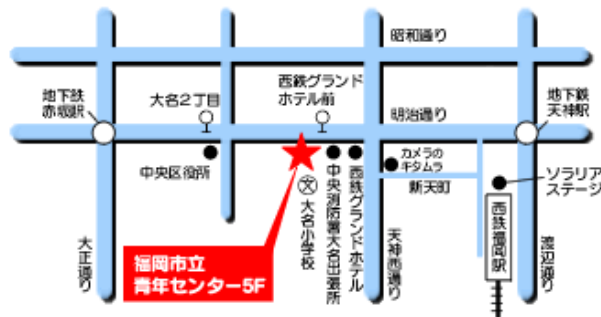 昭和通り
西鉄グランド
ホテル前
地下鉄
赤坂駅
大名2丁目
明治通り
地下鉄
天神駅
中央区役所
カメラの
キタムラ
新天町
ソラリア
ステージ
文
大名小学校
中央消防署大名出張所
西鉄グランドホテル
西鉄福岡駅
大正通り
天神西通り
渡辺通り
福岡市立
青年センター5F